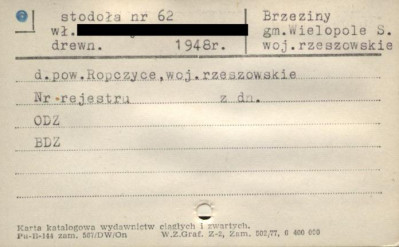 stodoła nr 62 Brzeziny
wł. gm.Wielopole S.
drewn. 1948r. woj.rzeszowskie
d.pow.Ropczyce,woj.rzeszowskie
Nr rejestru z dn.
ODZ
BDZ
Karta katalogowa wydawnictw ciągłych i zwartych.
Pu-B-144 zam. 567/DW/On W.Z.Graf. Z-2, Zam. 502/77, 6 400 000